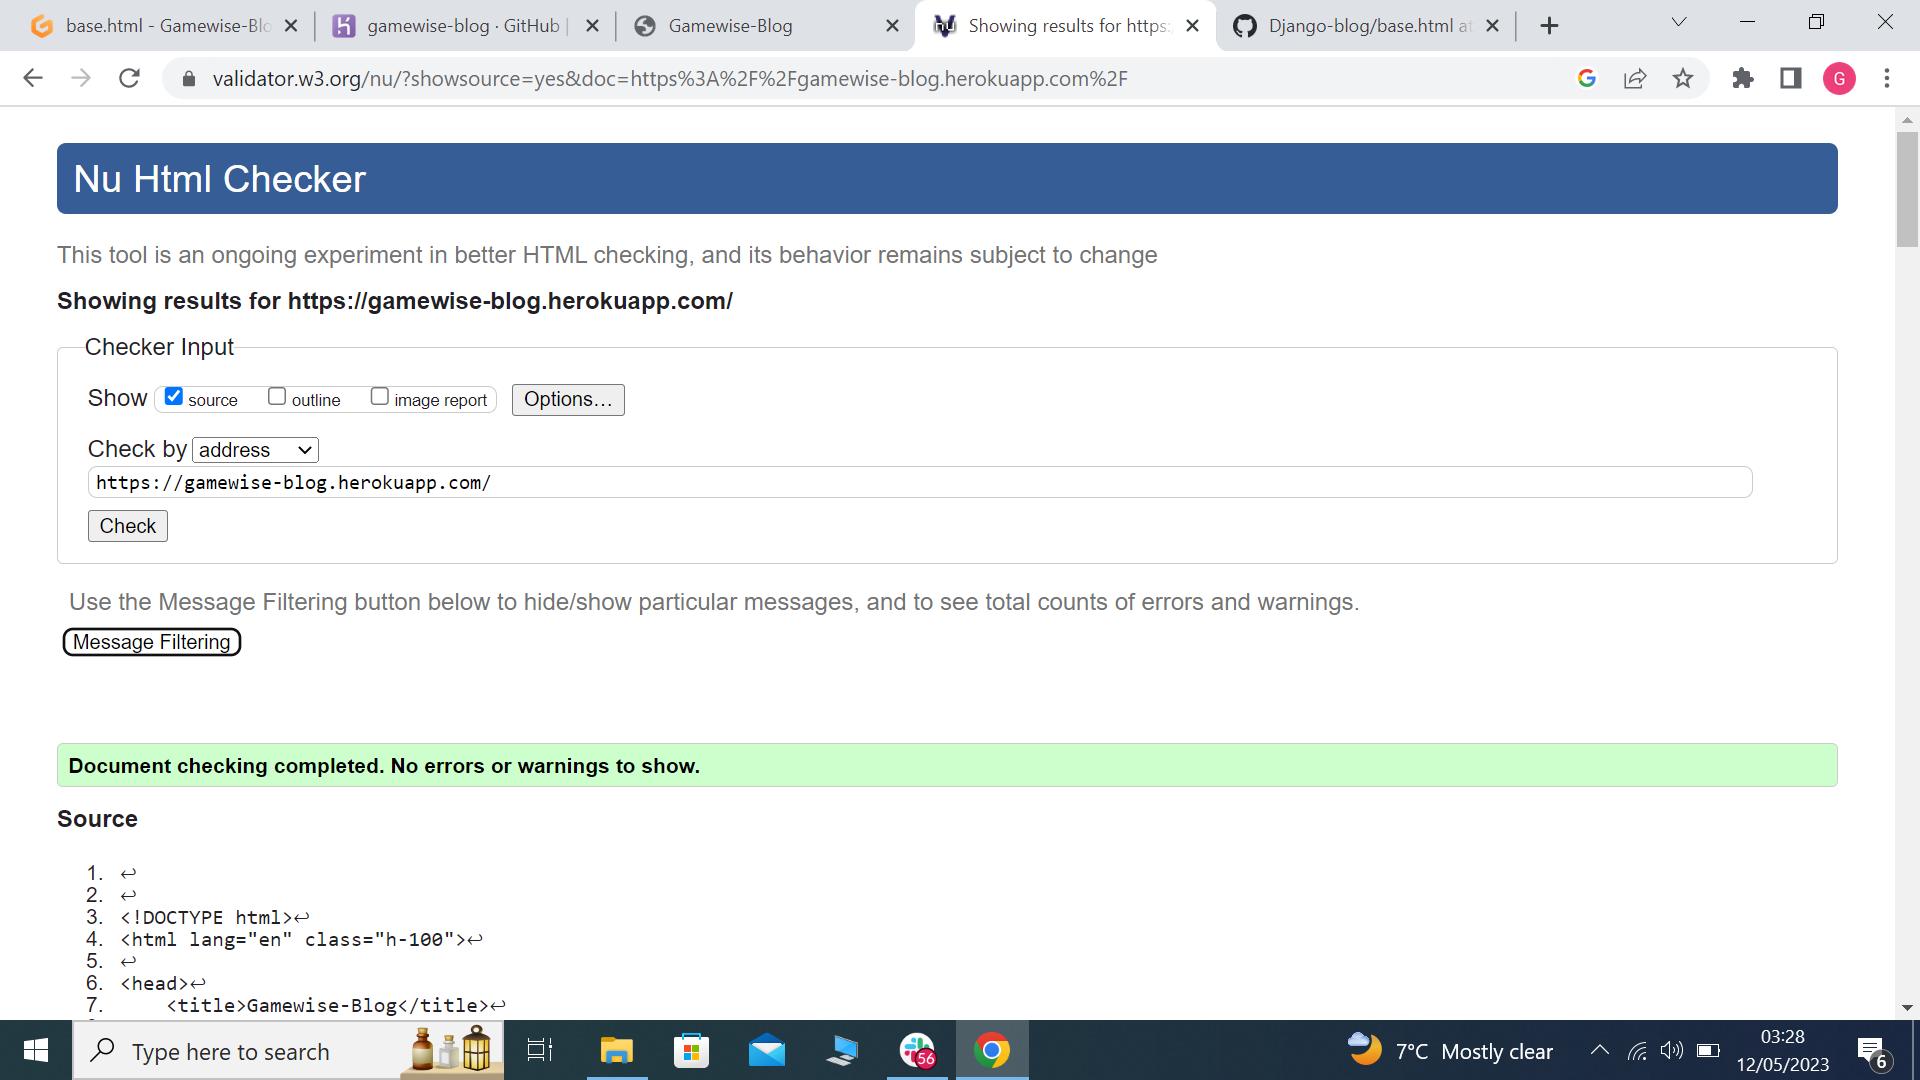 base.html - Gamewise-Blo
gamewise-blog · GitHub |
Gamewise-Blog
Showing results for https:
Django-blog/base.html at
validator.w3.org/nu/?showsource=yes&doc=https%3A%2F%2Fgamewise-blog.herokuapp.com%2F
G
Nu Html Checker
This tool is an ongoing experiment in better HTML checking, and its behavior remains subject to change
Showing results for https://gamewise-blog.herokuapp.com/
Checker Input
Show source outline image report Options...
Check by address
https://gamewise-blog.herokuapp.com/
Check
Use the Message Filtering button below to hide/show particular messages, and to see total counts of errors and warnings.
Message Filtering
Document checking completed. No errors or warnings to show.
Source
1. ↩
2. ↩
3. <!DOCTYPE html>↩
4. <html lang="en" class="h-100">↩
5. ↩
6. <head>↩
7. <title>Gamewise-Blog</title>↩
Type here to search
56
7°C Mostly clear
03:28
12/05/2023
6